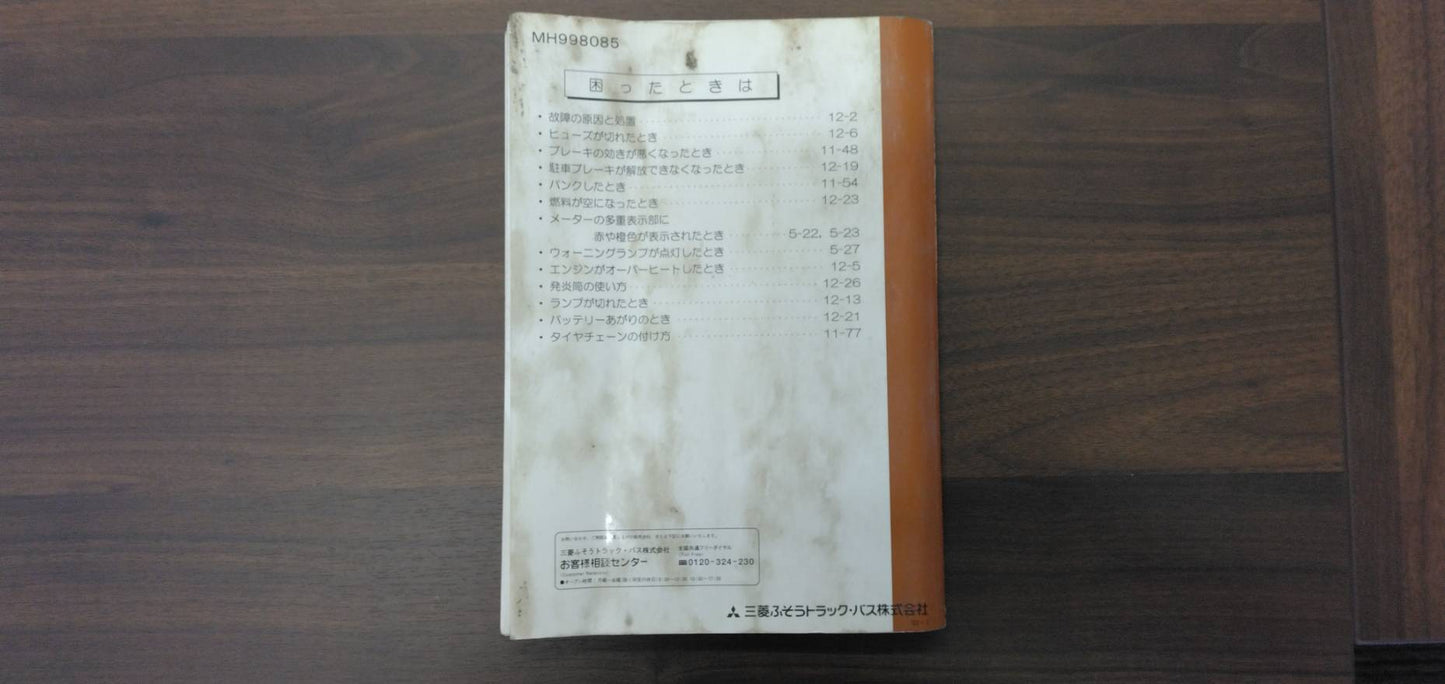 MH998085
困ったときは
・故障の原因と処置 12-2
・ヒューズが切れたとき 12-6
・ブレーキの効きが悪くなったとき 11-48
・駐車ブレーキが解放できなくなったとき 12-19
・パンクしたとき 11-54
・燃料が空になったとき 12-23
・メーターの多重表示部に
赤や橙色が表示されたとき 5-22, 5-23
・ウォーニングランプが点灯したとき 5-27
・エンジンがオーバーヒートしたとき 12-5
・発炎筒の使い方 12-26
・ランプが切れたとき 12-13
・バッテリーあがりのとき 12-21
・タイヤチェーンの付け方 11-77
三菱ふそうトラック・バス株式会社 全国共通フリーダイヤル
お客様相談センター 0120-324-230
三菱ふそうトラック・バス株式会社